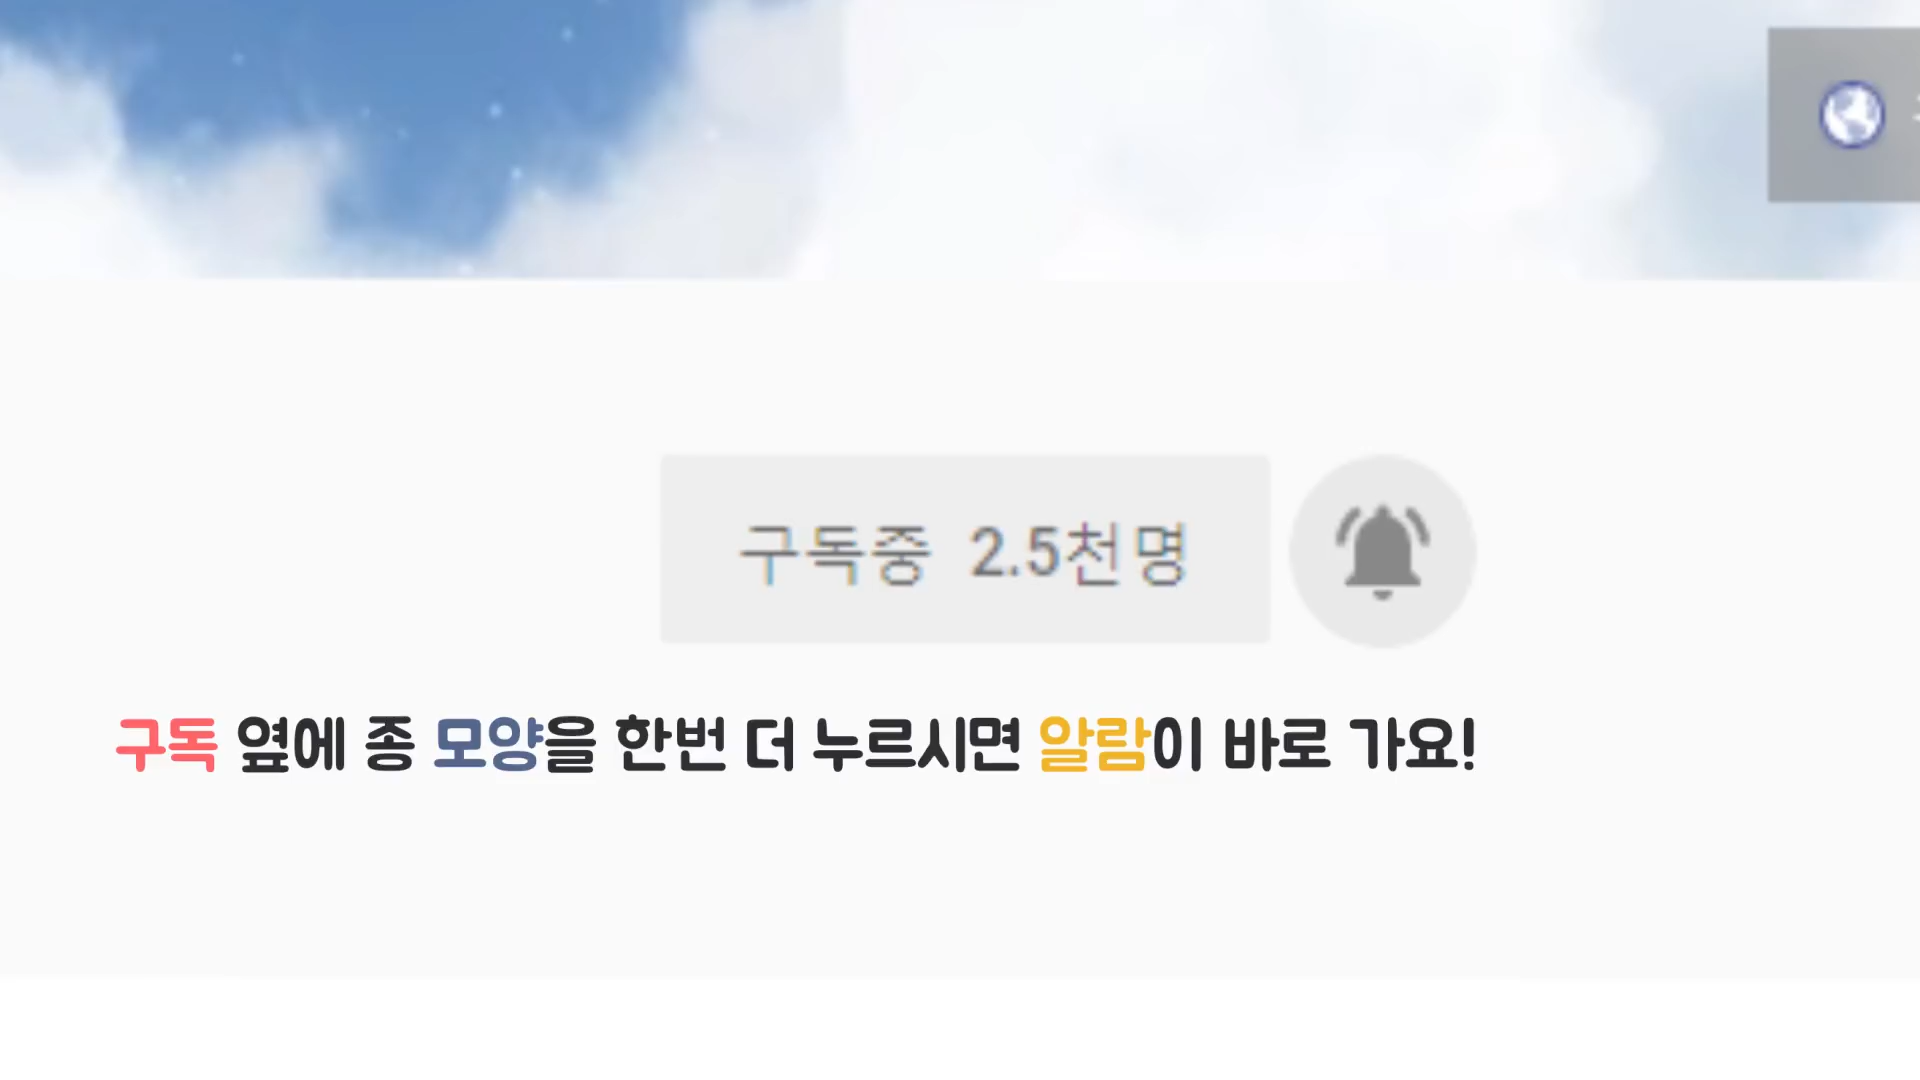 구독중 2.5천명
구독 옆에 종 모양을 한번 더 누르시면 알람이 바로 가요!